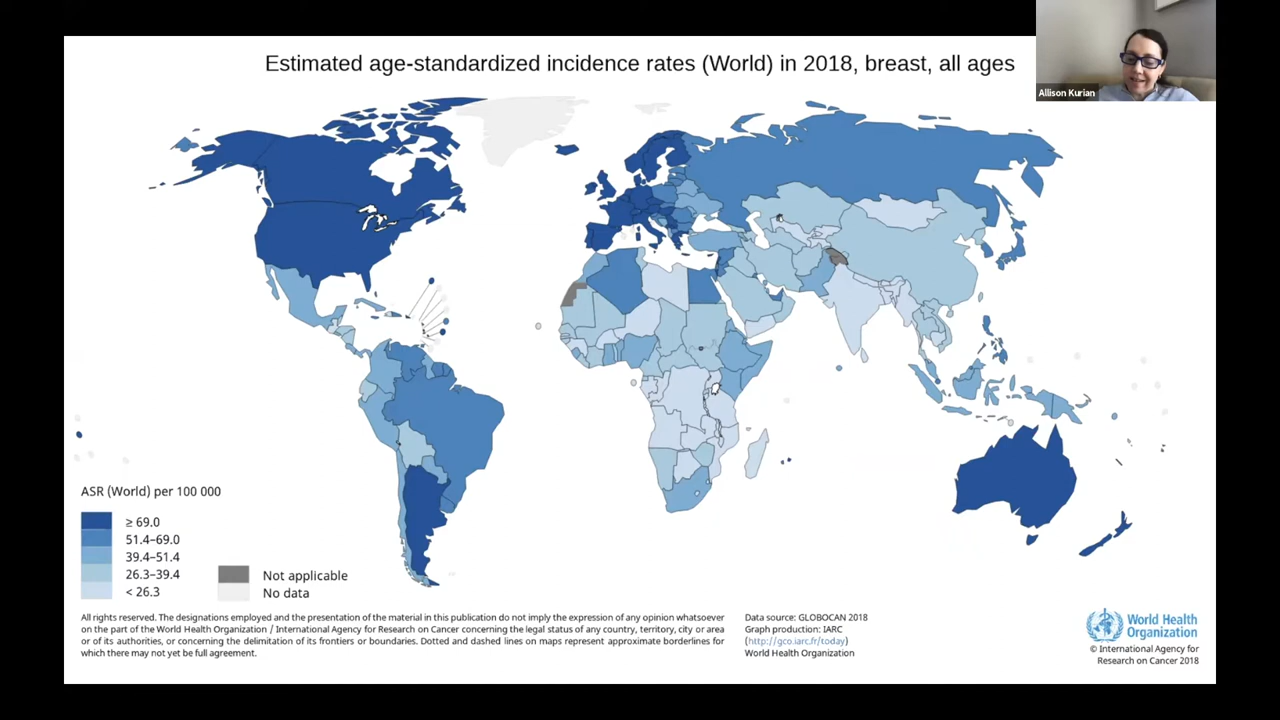 Estimated age-standardized incidence rates (World) in 2018, breast, all ages
Allison Kurian
ASR (World) per 100 000
≥ 69.0
51.4–69.0
39.4–51.4
26.3–39.4
< 26.3
Not applicable
No data
All rights reserved. The designations employed and the presentation of the material in this publication do not imply the expression of any opinion whatsoever
on the part of the World Health Organization / International Agency for Research on Cancer concerning the legal status of any country, territory, city or area
or of its authorities, or concerning the delimitation of its frontiers or boundaries. Dotted and dashed lines on maps represent approximate borderlines for
which there may not yet be full agreement.
Data source: GLOBOCAN 2018
Graph production: IARC
(http://gco.iarc.fr/today)
World Health Organization
World Health
Organization
© International Agency for
Research on Cancer 2018